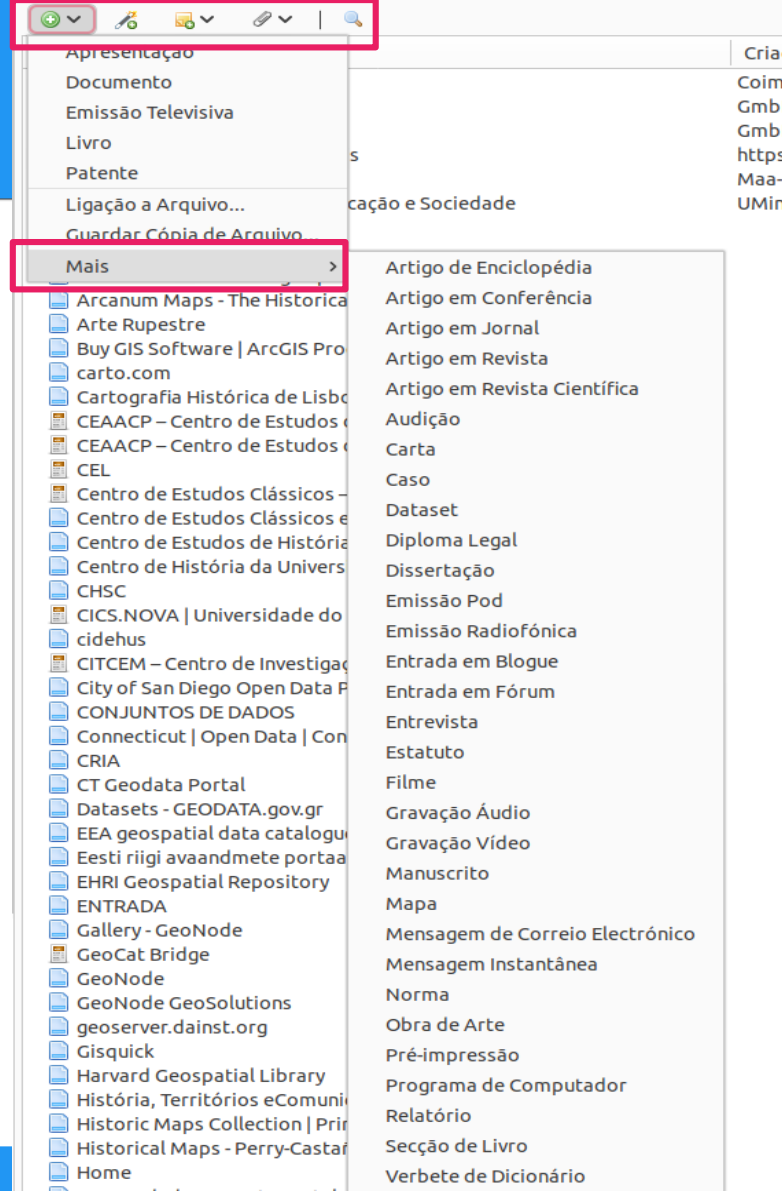 Criа
Apresentação
Documento
Emissão Televisiva
Livro
Patente
Ligação a Arquivo...
Guardar Cópia de Arquivo...
Mais
Coim
Gmb
Gmb
https
Maa-
UMin
s
cação e Sociedade
Arcanum Maps - The Historica
Arte Rupestre
Buy GIS Software | ArcGIS Pro
carto.com
Cartografia Histórica de Lisbo
CEAACP – Centro de Estudos
CEAACP – Centro de Estudos
CEL
Centro de Estudos Clássicos –
Centro de Estudos Clássicos e
Centro de Estudos de História
Centro de História da Univers
CHSC
CICS.NOVA | Universidade do
cidehus
CITCEM – Centro de Investigaç
City of San Diego Open Data P
CONJUNTOS DE DADOS
Connecticut | Open Data | Con
CRIA
CT Geodata Portal
Datasets - GEODATA.gov.gr
EEA geospatial data catalogu
Eesti riigi avaandmete portaa
EHRI Geospatial Repository
ENTRADA
Gallery - GeoNode
GeoCat Bridge
GeoNode
GeoNode GeoSolutions
geoserver.dainst.org
Gisquick
Harvard Geospatial Library
História, Territórios eComuni
Historic Maps Collection | Prin
Historical Maps - Perry-Castañ
Home
Artigo de Enciclopédia
Artigo em Conferência
Artigo em Jornal
Artigo em Revista
Artigo em Revista Científica
Audição
Carta
Caso
Dataset
Diploma Legal
Dissertação
Emissão Pod
Emissão Radiofónica
Entrada em Blogue
Entrada em Fórum
Entrevista
Estatuto
Filme
Gravação Áudio
Gravação Vídeo
Manuscrito
Mapa
Mensagem de Correio Electrónico
Mensagem Instantânea
Norma
Obra de Arte
Pré-impressão
Programa de Computador
Relatório
Secção de Livro
Verbete de Dicionário